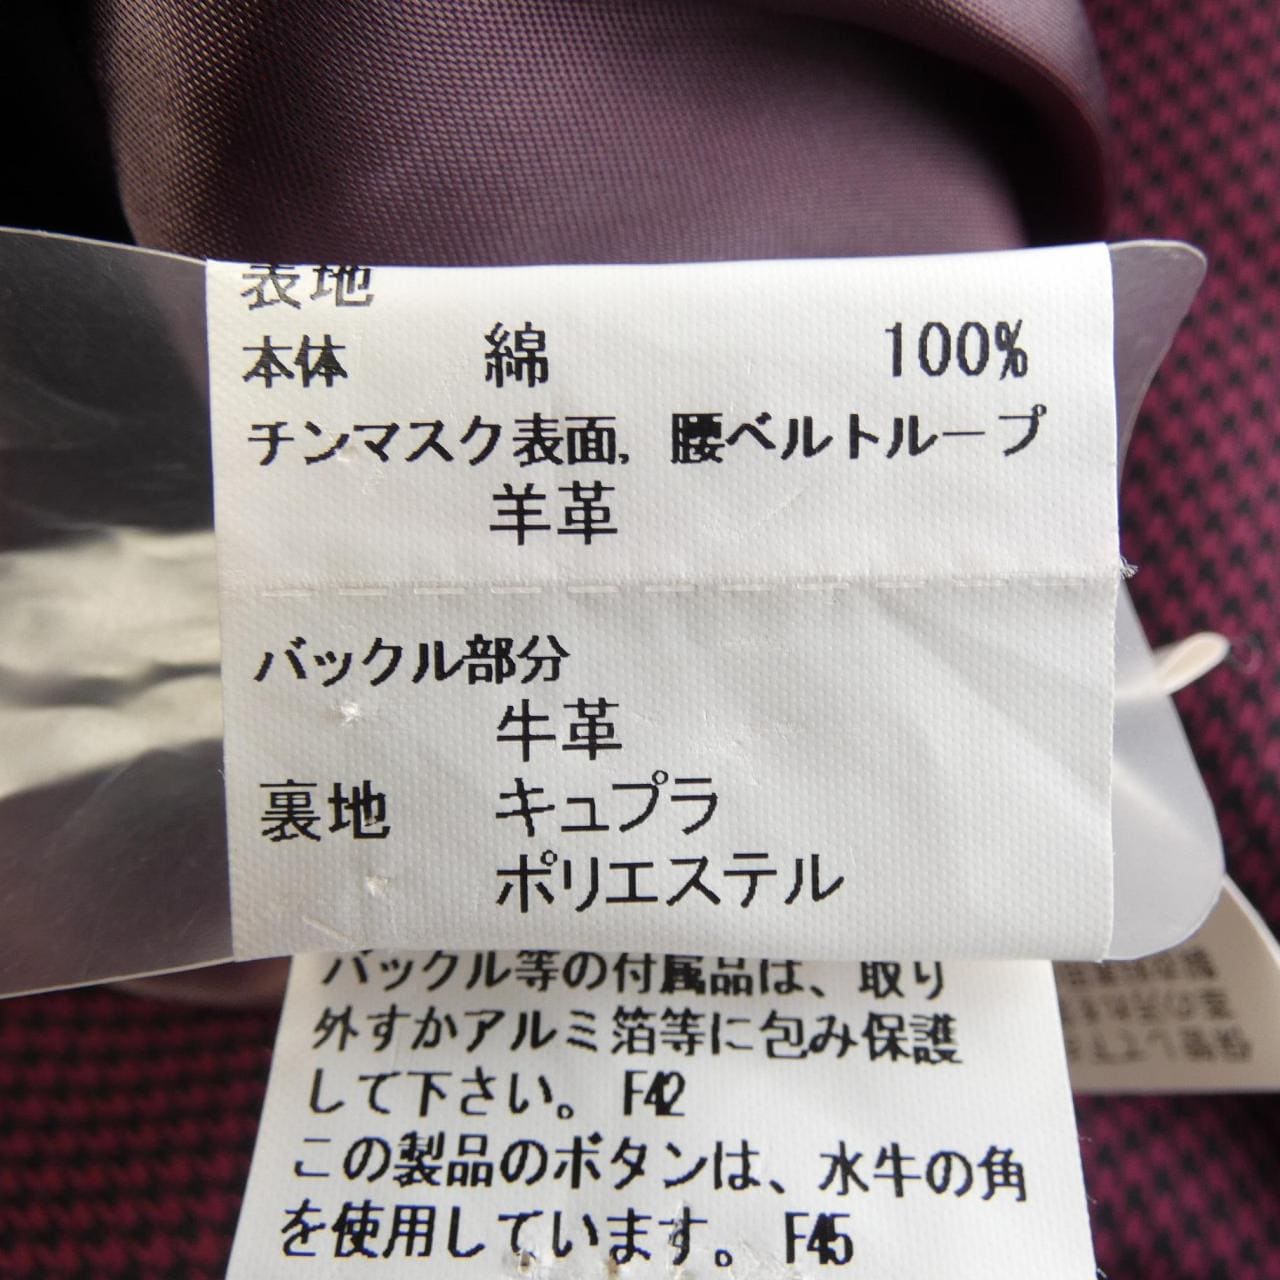 表地
本体 綿 100%
チンマスク表面, 腰ベルトループ
羊革
バックル部分
牛革
裏地 キュプラ
ポリエステル
バックル等の付属品は、取り
外すかアルミ箔等に包み保護
して下さい。 F42
この製品のボタンは、水牛の角
を使用しています。 F45